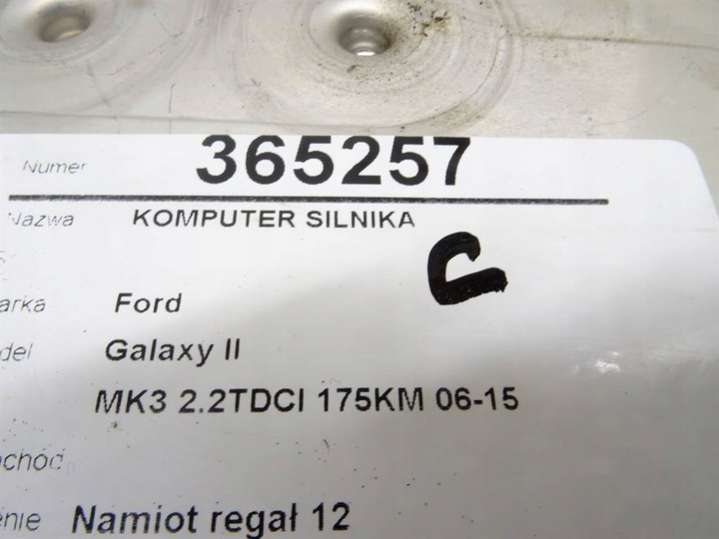 Numer 365257
Nazwa KOMPUTER SILNIKA
C
arka Ford
del Galaxy II
MK3 2.2TDCI 175KM 06-15
ochód
enie Namiot regał 12